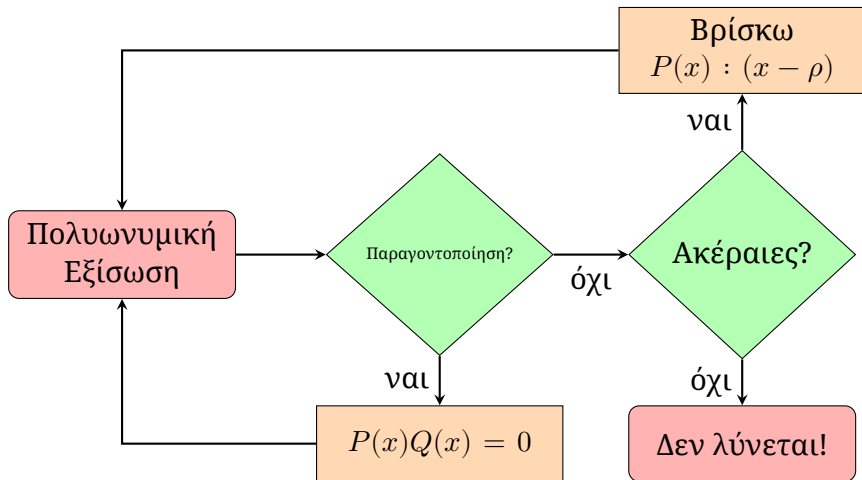 Βρίσκω
P(x) : (x − ρ)
ναι
Πολυωνυμική
Εξίσωση
Παραγοντοποίηση?
όχι
Ακέραιες?
ναι
όχι
P(x)Q(x) = 0
Δεν λύνεται!